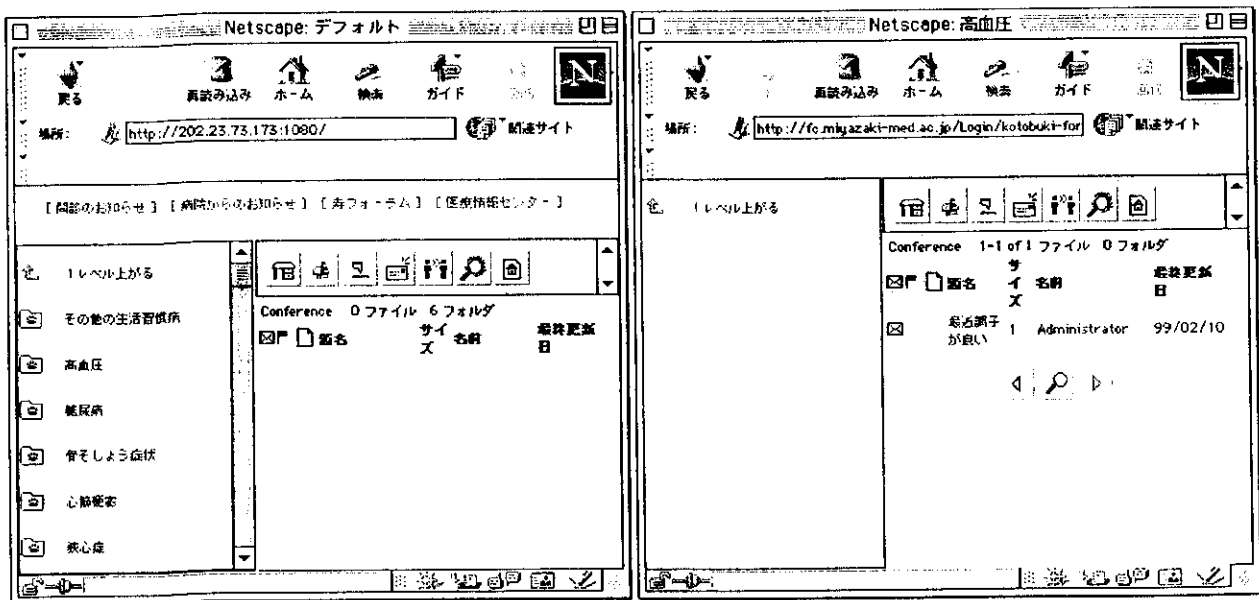 Netscape: デフォルト
戻る
再読み込み
ホーム
検索
ガイド
場所:
http://202.23.73.173:1080/
関連サイト
[問診のお知らせ] [病院からのお知らせ] [寿フォーラム] [医療情報センター]
1レベル上がる
その他の生活習慣病
高血圧
糖尿病
骨そしょう症状
心筋梗塞
狭心症
Conference 0 ファイル 6 フォルダ
題名
サイズ
名前
最終更新日
Netscape: 高血圧
戻る
再読み込み
ホーム
検索
ガイド
場所:
http://fc.miyazaki-med.ac.jp/Login/kotobuki-for
関連サイト
1レベル上がる
Conference 1-1 of 1 ファイル 0 フォルダ
題名
サイズ
名前
最終更新日
最近調子が良い 1 Administrator 99/02/10